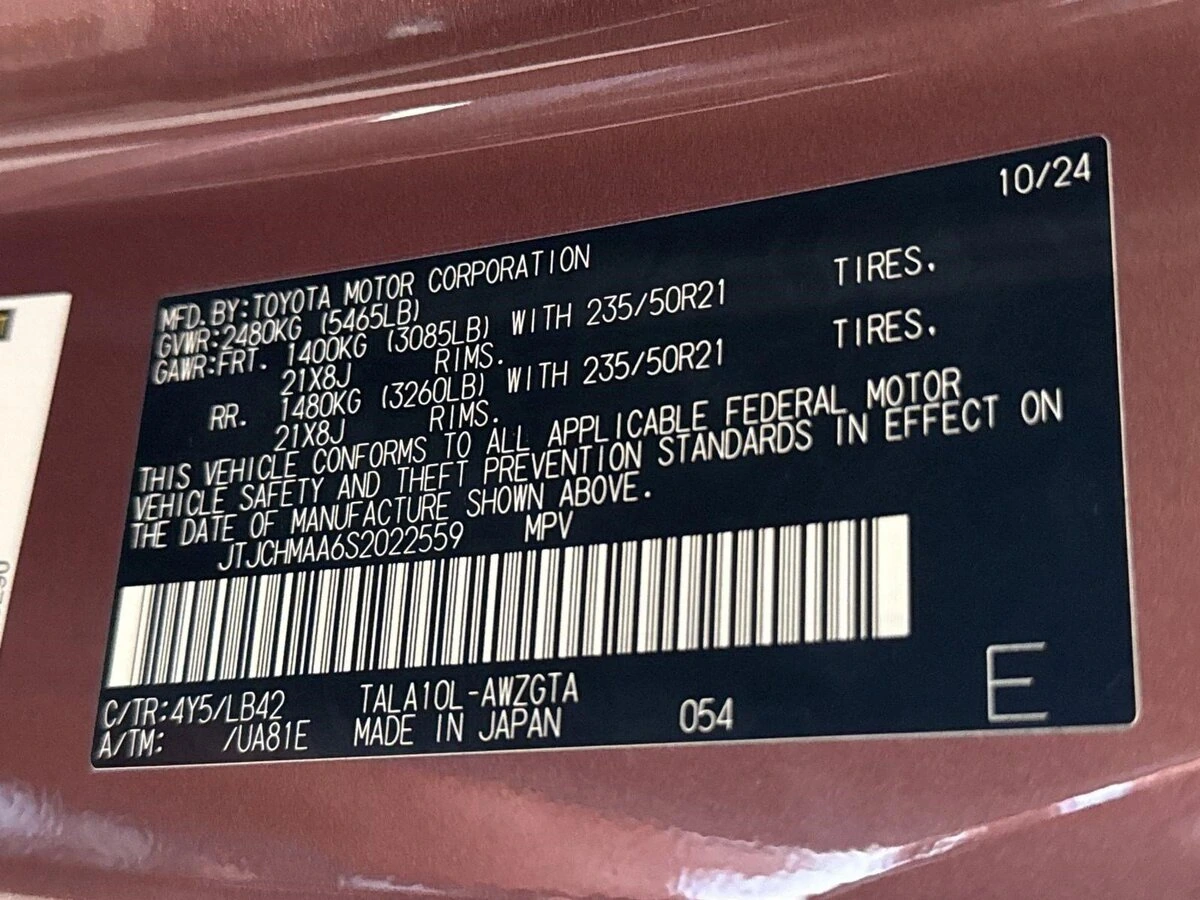 10/24
MFD. BY:TOYOTA MOTOR CORPORATION
GVWR:2480KG (5465LB)
GAWR:FRT. 1400KG (3085LB) WITH 235/50R21 TIRES.
21X8J RIMS.
RR. 1480KG (3260LB) WITH 235/50R21 TIRES.
21X8J RIMS.
THIS VEHICLE CONFORMS TO ALL APPLICABLE FEDERAL MOTOR
VEHICLE SAFETY AND THEFT PREVENTION STANDARDS IN EFFECT ON
THE DATE OF MANUFACTURE SHOWN ABOVE.
JTJCHMAA6S2022559 MPV
C/TR:4Y5/LB42 TALA10L-AWZGTA
A/TM: /UA81E MADE IN JAPAN 054 E